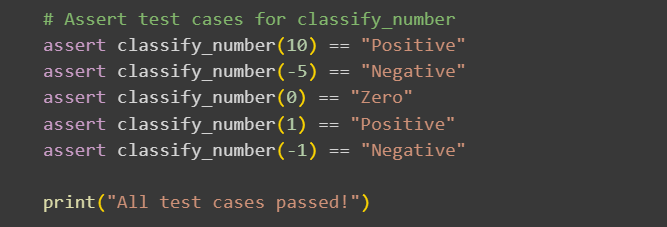 # Assert test cases for classify_number
assert classify_number(10) == "Positive"
assert classify_number(-5) == "Negative"
assert classify_number(0) == "Zero"
assert classify_number(1) == "Positive"
assert classify_number(-1) == "Negative"
print("All test cases passed!")